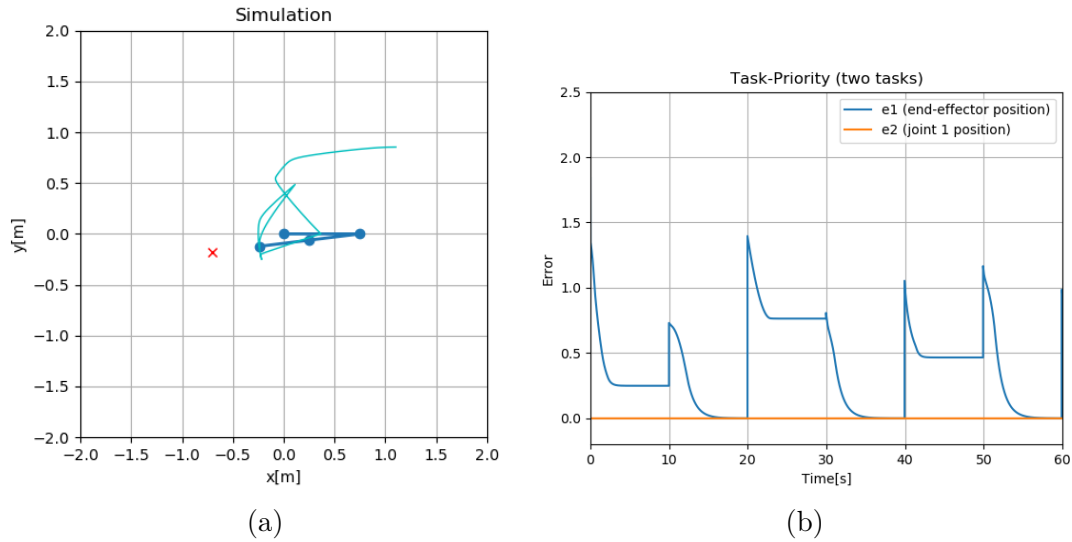 Simulation
2.0
1.5
1.0
0.5
0.0
−0.5
−1.0
−1.5
−2.0
y[m]
−2.0 −1.5 −1.0 −0.5 0.0 0.5 1.0 1.5 2.0
x[m]
(a)
Task-Priority (two tasks)
2.5
2.0
1.5
1.0
0.5
0.0
Error
e1 (end-effector position)
e2 (joint 1 position)
0 10 20 30 40 50 60
Time[s]
(b)